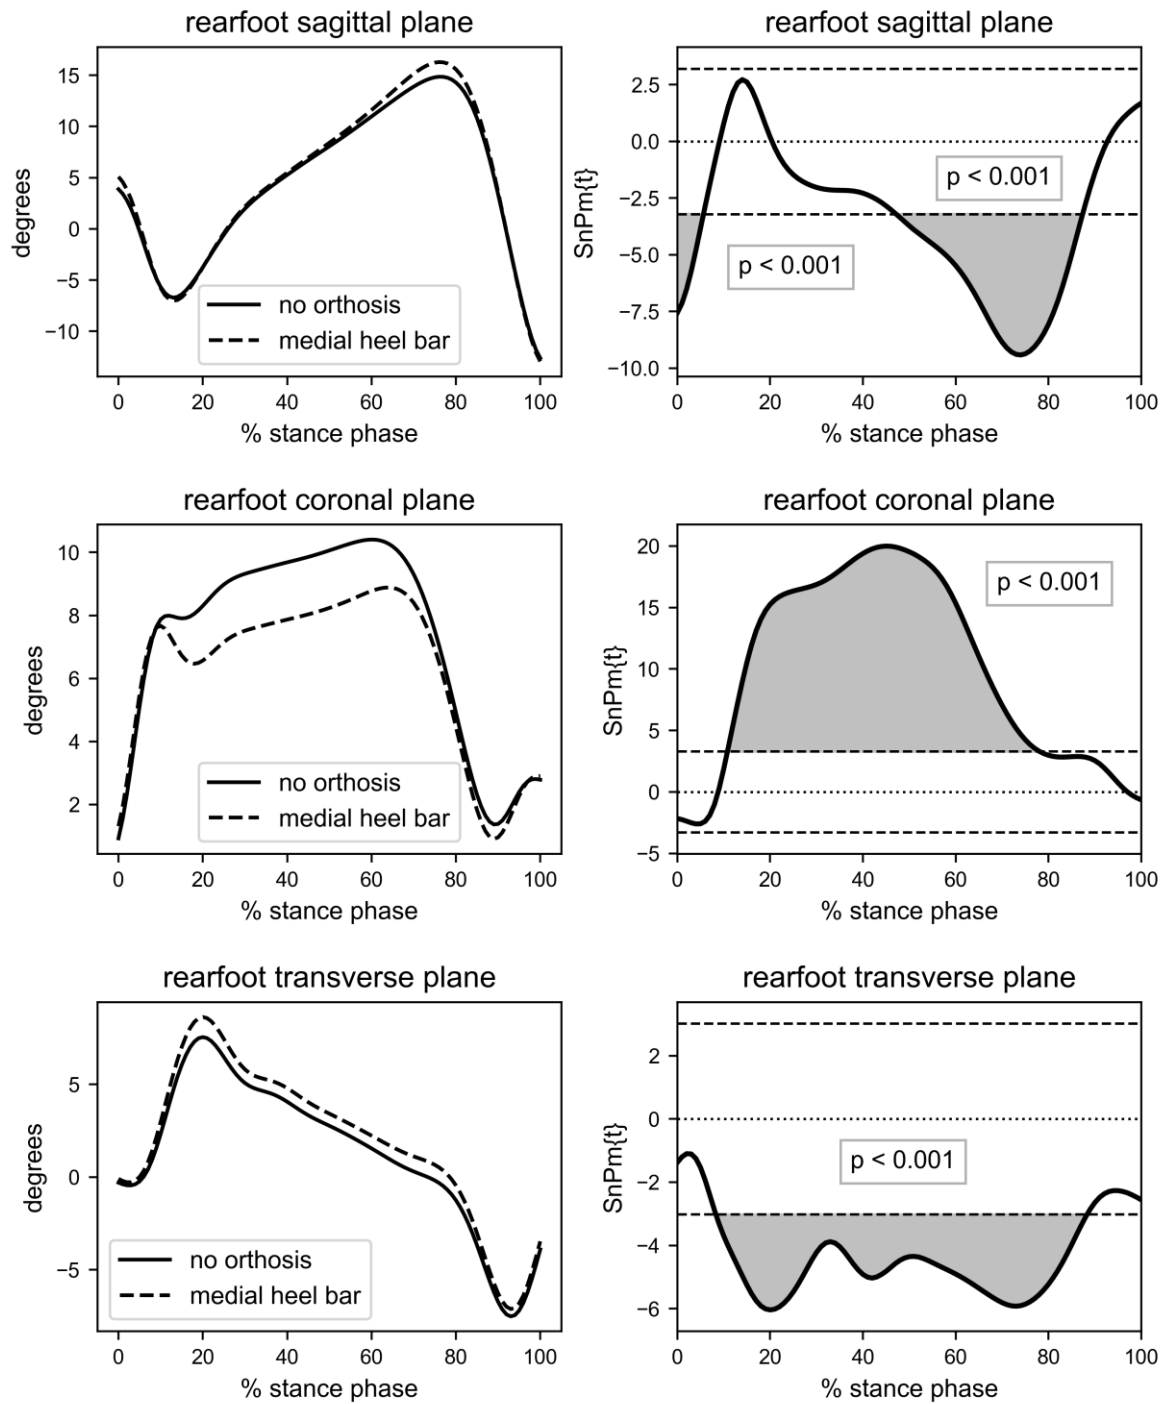 rearfoot sagittal plane
degrees
15
10
5
0
−5
−10
no orthosis
medial heel bar
0 20 40 60 80 100
% stance phase
rearfoot sagittal plane
SnPm{t}
2.5
0.0
−2.5
−5.0
−7.5
−10.0
p < 0.001
p < 0.001
0 20 40 60 80 100
% stance phase
rearfoot coronal plane
degrees
10
8
6
4
2
no orthosis
medial heel bar
0 20 40 60 80 100
% stance phase
rearfoot coronal plane
SnPm{t}
20
15
10
5
0
−5
p < 0.001
0 20 40 60 80 100
% stance phase
rearfoot transverse plane
degrees
5
0
−5
no orthosis
medial heel bar
0 20 40 60 80 100
% stance phase
rearfoot transverse plane
SnPm{t}
2
0
−2
−4
−6
p < 0.001
0 20 40 60 80 100
% stance phase